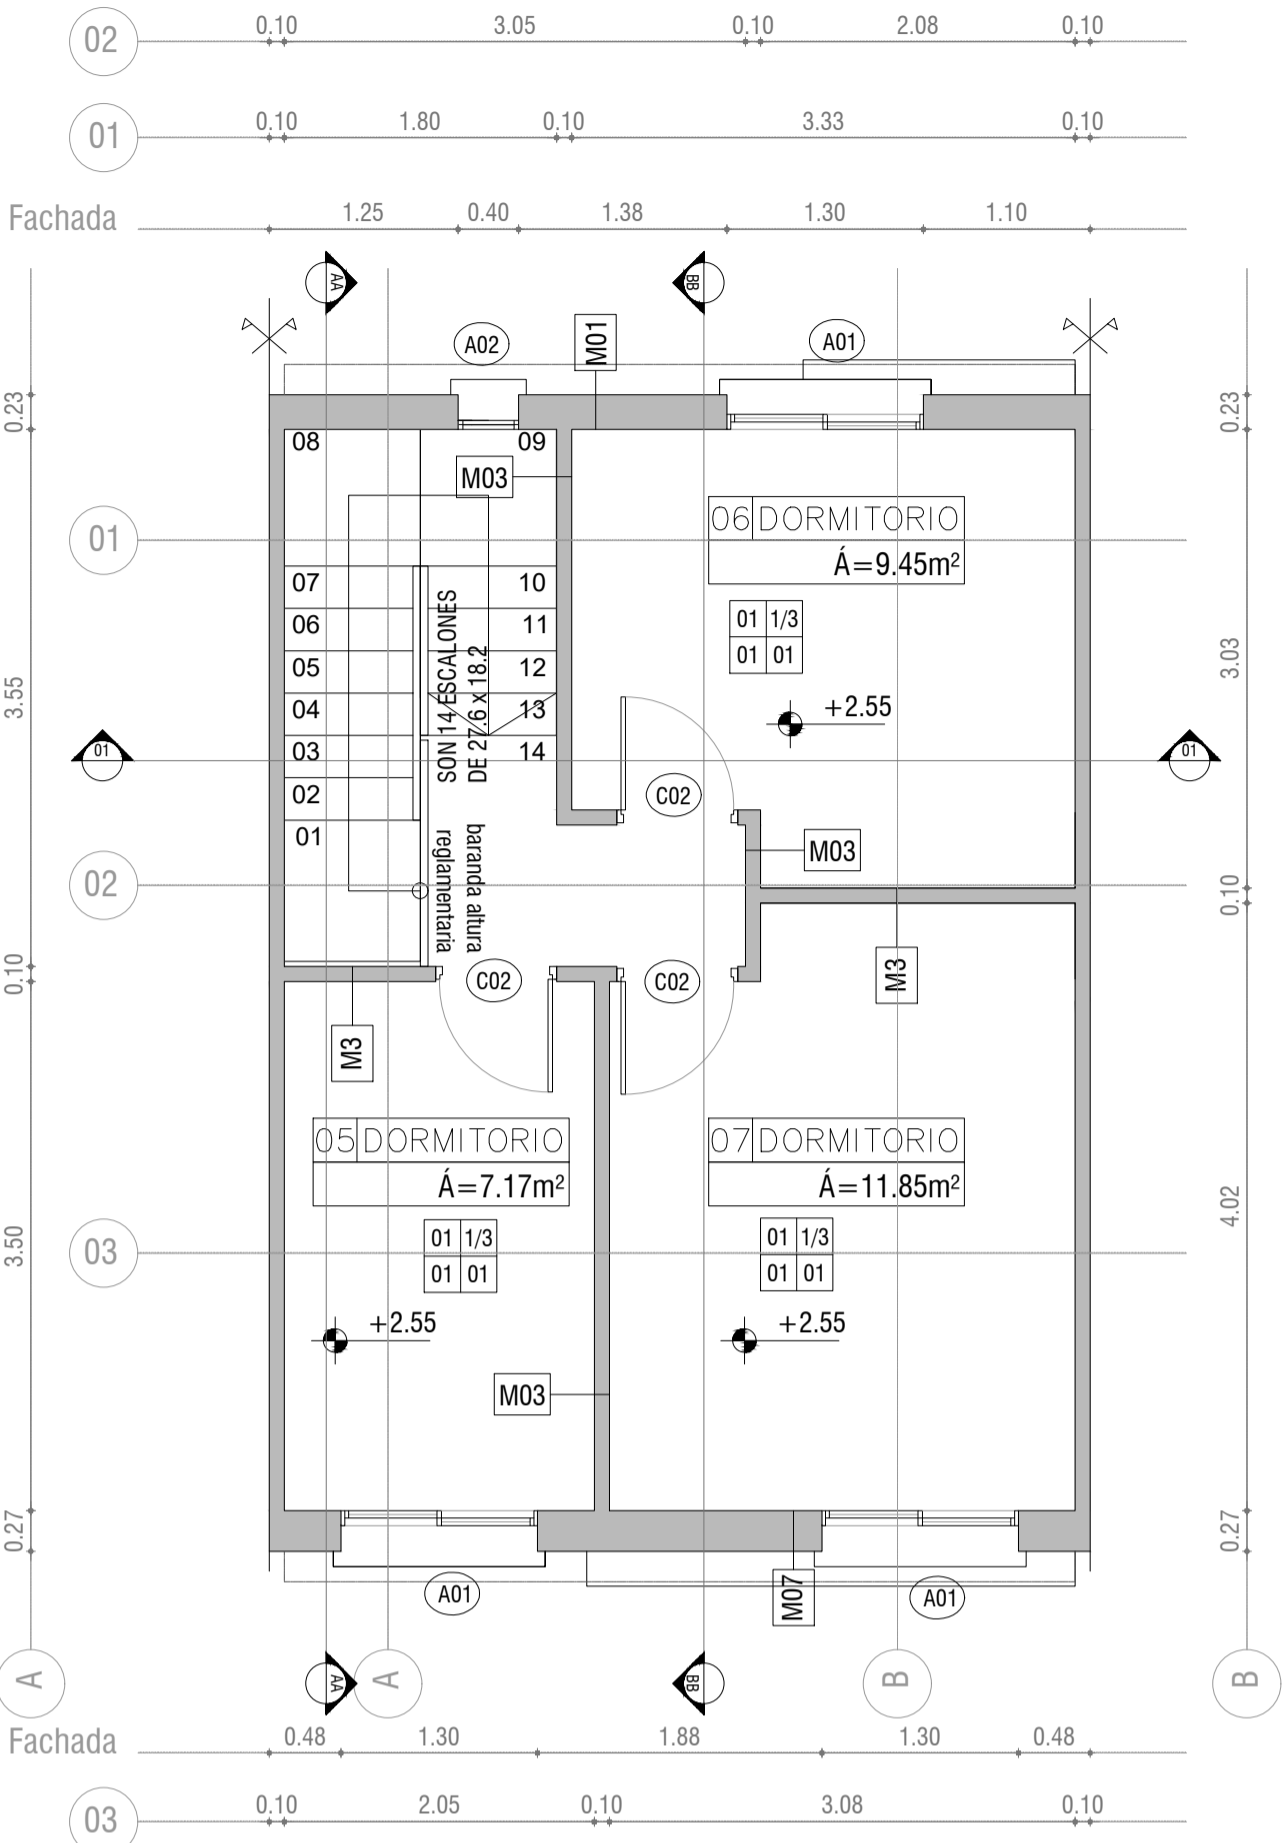 02 0.10 3.05 0.10 2.08 0.10
01 0.10 1.80 0.10 3.33 0.10
Fachada 1.25 0.40 1.38 1.30 1.10
AA BB
A02 M01 A01
0.23 0.23
08 09
M03
06 DORMITORIO
Á=9.45m²
01
07 10
06 11
05 12
04 13
03 14
02
01
SON 14 ESCALONES
DE 27.6 x 18.2
01 1/3
01 01
+2.55
3.55 3.03
01 01
C02
baranda altura
reglamentaria
M03
02
0.10 0.10
C02 C02
M3 M3
05 DORMITORIO
Á=7.17m²
07 DORMITORIO
Á=11.85m²
01 1/3
01 01
01 1/3
01 01
3.50 03 4.02
+2.55 +2.55
M03
0.27 0.27
A01 M07 A01
A AA A BB B B
Fachada 0.48 1.30 1.88 1.30 0.48
03 0.10 2.05 0.10 3.08 0.10